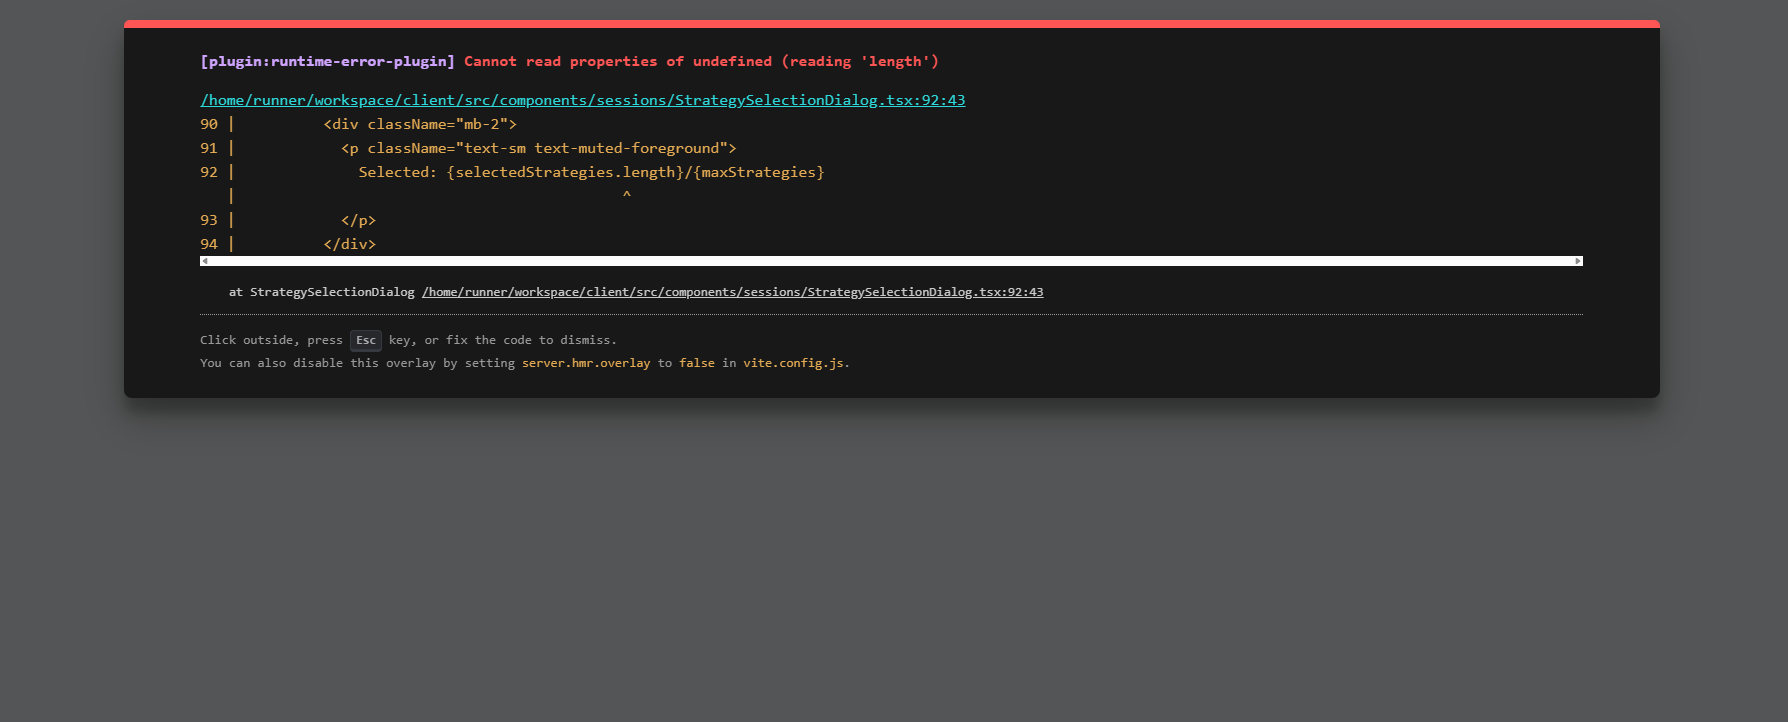 [plugin:runtime-error-plugin] Cannot read properties of undefined (reading 'length')
/home/runner/workspace/client/src/components/sessions/StrategySelectionDialog.tsx:92:43
90 |          <div className="mb-2">
91 |            <p className="text-sm text-muted-foreground">
92 |              Selected: {selectedStrategies.length}/{maxStrategies}
   |                                            ^
93 |            </p>
94 |          </div>
at StrategySelectionDialog /home/runner/workspace/client/src/components/sessions/StrategySelectionDialog.tsx:92:43
Click outside, press Esc key, or fix the code to dismiss.
You can also disable this overlay by setting server.hmr.overlay to false in vite.config.js.